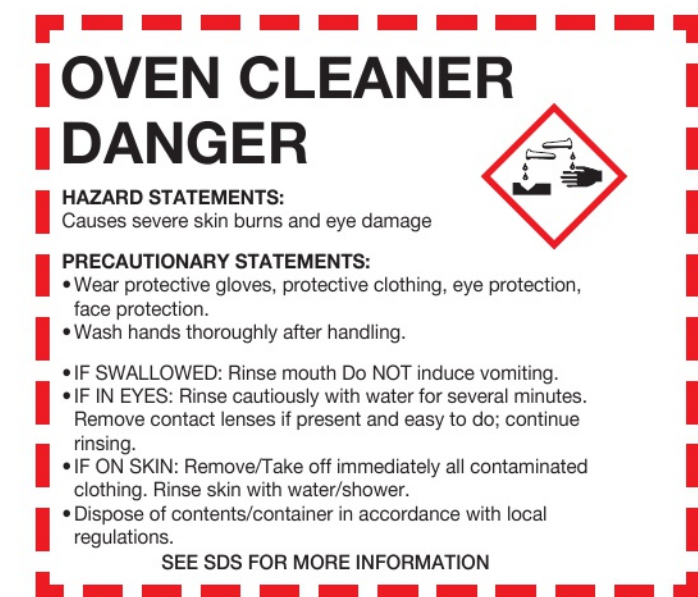 OVEN CLEANER
DANGER
HAZARD STATEMENTS:
Causes severe skin burns and eye damage
PRECAUTIONARY STATEMENTS:
•Wear protective gloves, protective clothing, eye protection,
face protection.
•Wash hands thoroughly after handling.
•IF SWALLOWED: Rinse mouth Do NOT induce vomiting.
•IF IN EYES: Rinse cautiously with water for several minutes.
Remove contact lenses if present and easy to do; continue
rinsing.
•IF ON SKIN: Remove/Take off immediately all contaminated
clothing. Rinse skin with water/shower.
•Dispose of contents/container in accordance with local
regulations.
SEE SDS FOR MORE INFORMATION